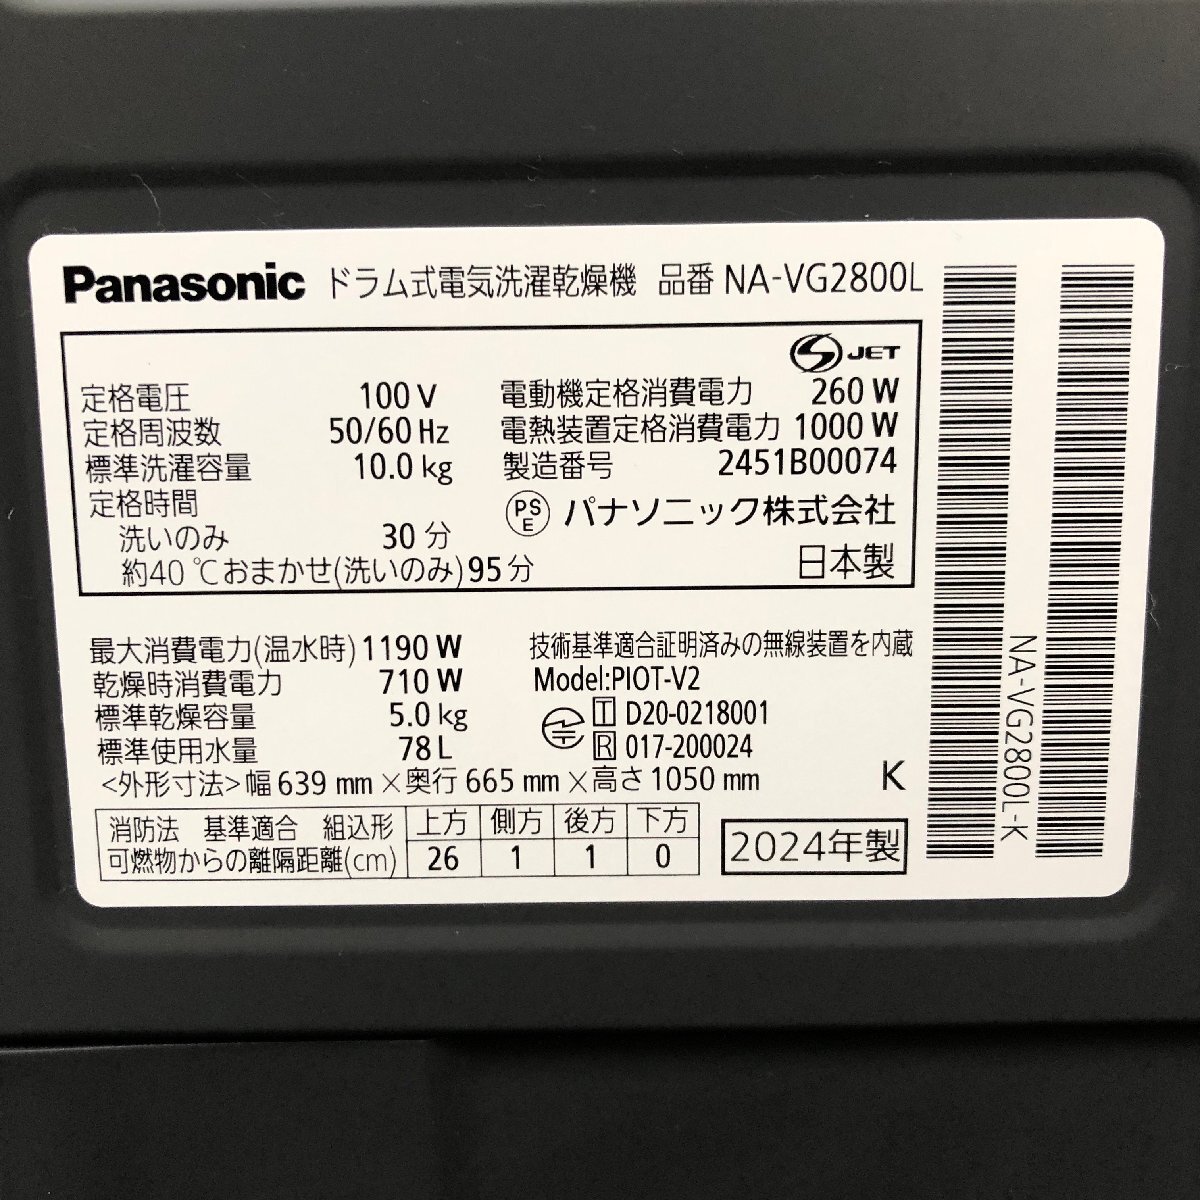 Panasonic ドラム式電気洗濯乾燥機 品番 NA-VG2800L
JET
定格電圧 100 V
定格周波数 50/60 Hz
標準洗濯容量 10.0 kg
定格時間
洗いのみ 30 分
約40 ℃おまかせ(洗いのみ) 95 分
電動機定格消費電力 260 W
電熱装置定格消費電力 1000 W
製造番号 2451B00074
PSE パナソニック株式会社
日本製
最大消費電力(温水時) 1190 W
乾燥時消費電力 710 W
標準乾燥容量 5.0 kg
標準使用水量 78 L
<外形寸法>幅 639 mm × 奥行 665 mm × 高さ 1050 mm
技術基準適合証明済みの無線装置を内蔵
Model:PIOT-V2
T D20-0218001
R 017-200024
K
消防法 基準適合 組込形 上方 側方 後方 下方
可燃物からの離隔距離(cm) 26 1 1 0
2024年製
NA-VG2800L-K